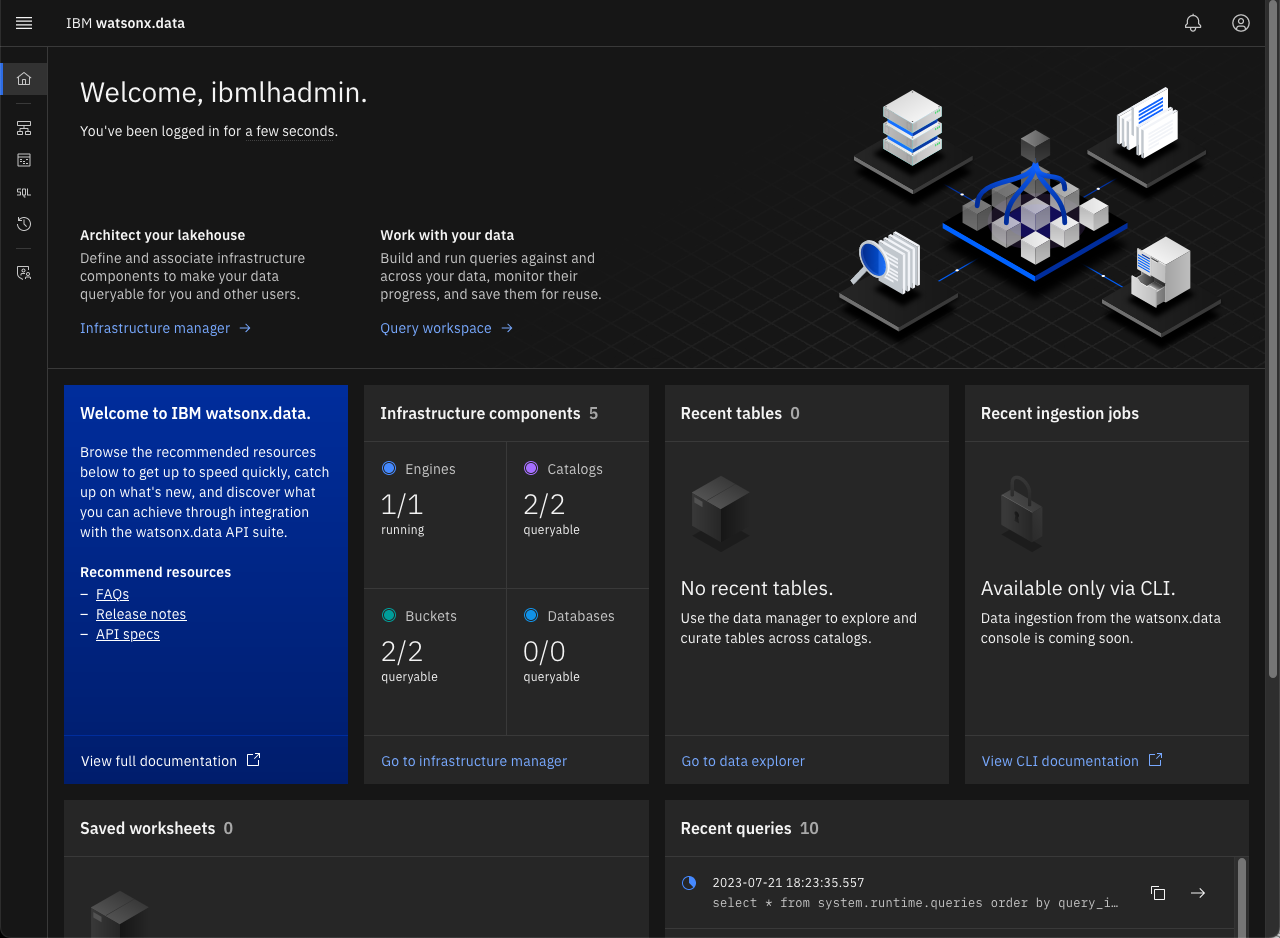 IBM watsonx.data
SQL
Welcome, ibmlhadmin.
You've been logged in for a few seconds.
Architect your lakehouse
Define and associate infrastructure
components to make your data
queryable for you and other users.
Infrastructure manager
Work with your data
Build and run queries against and
across your data, monitor their
progress, and save them for reuse.
Query workspace
Welcome to IBM watsonx.data.
Browse the recommended resources
below to get up to speed quickly, catch
up on what's new, and discover what
you can achieve through integration
with the watsonx.data API suite.
Recommend resources
– FAQs
– Release notes
– API specs
View full documentation
Infrastructure components 5
Engines
1/1
running
Catalogs
2/2
queryable
Buckets
2/2
queryable
Databases
0/0
queryable
Go to infrastructure manager
Recent tables 0
No recent tables.
Use the data manager to explore and
curate tables across catalogs.
Go to data explorer
Recent ingestion jobs
Available only via CLI.
Data ingestion from the watsonx.data
console is coming soon.
View CLI documentation
Saved worksheets 0
Recent queries 10
2023-07-21 18:23:35.557
select * from system.runtime.queries order by query_i…